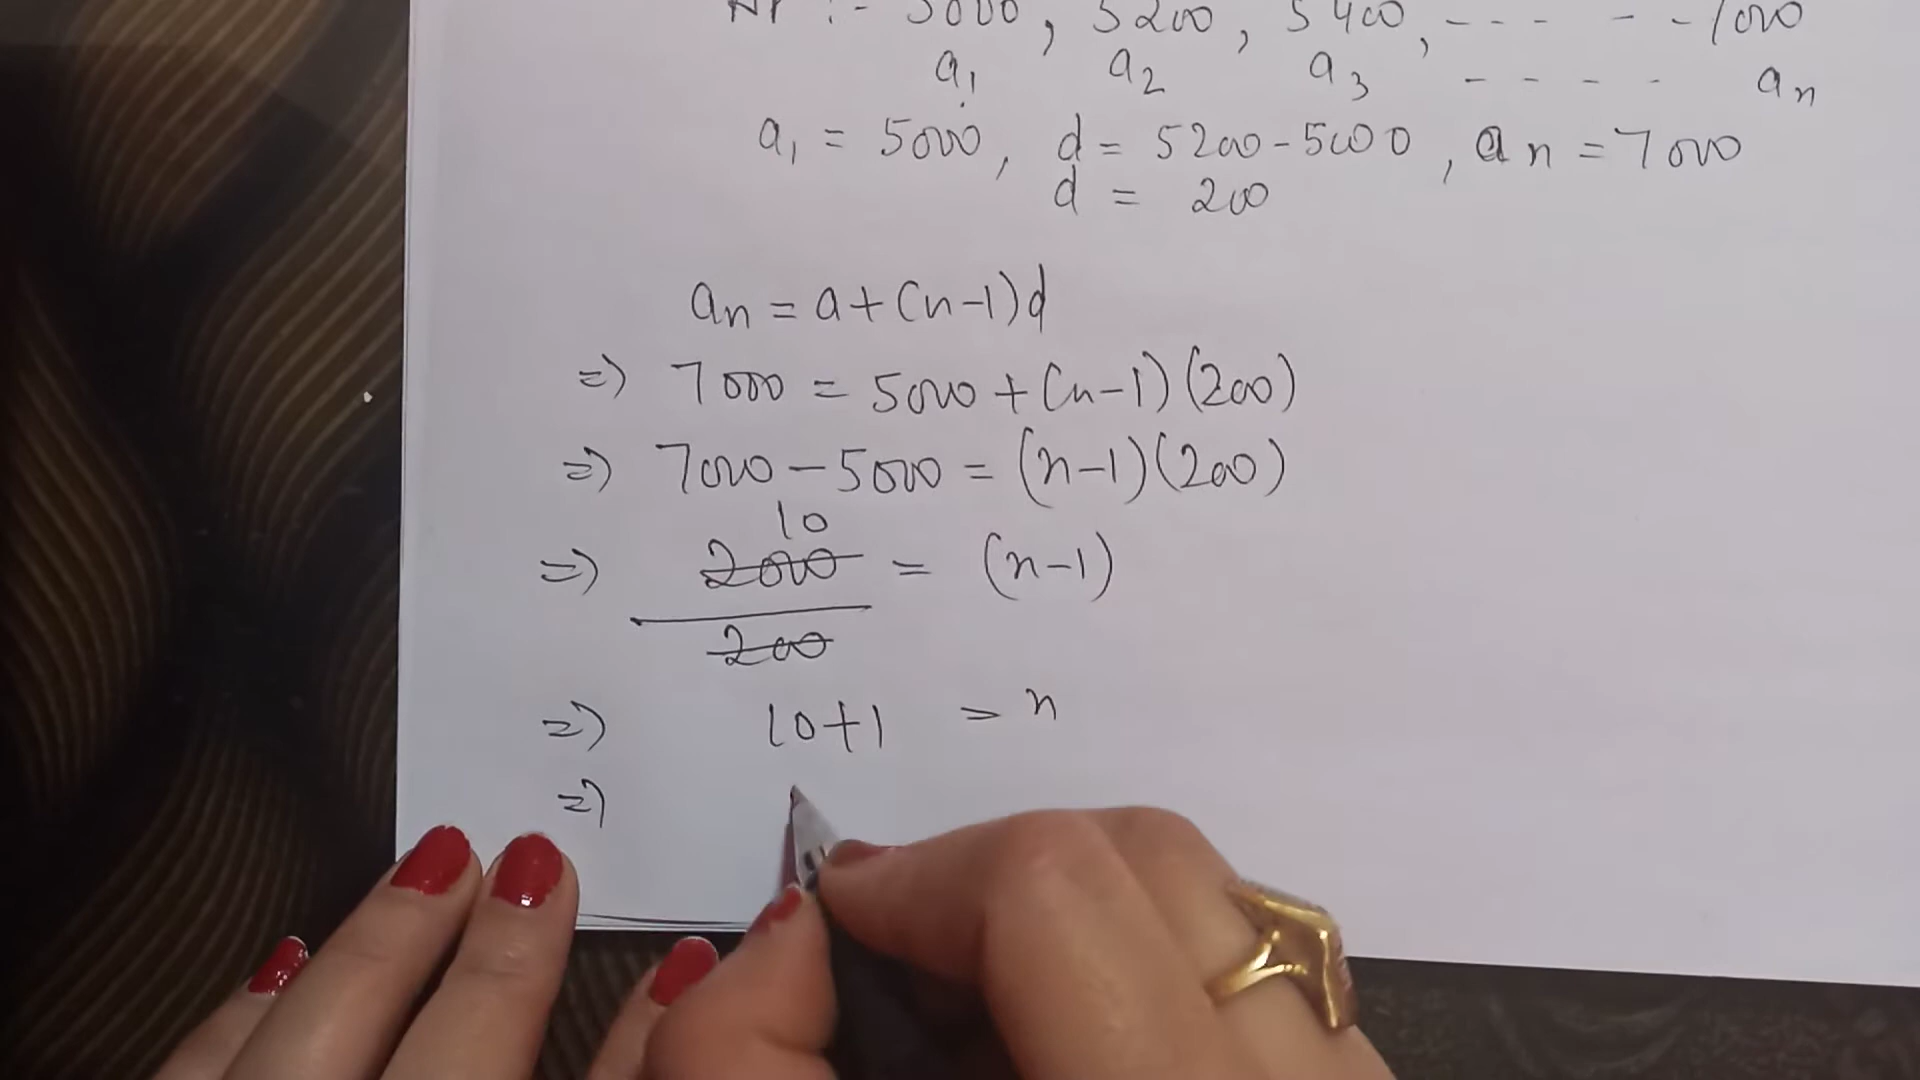 AP :- 5000, 5200, 5400, --- - - 7000
a1 a2 a3 - - - - an
a1 = 5000, d = 5200-5000, an = 7000
d = 200
an = a+(n-1)d
=) 7000 = 5000+(n-1)(200)
=) 7000-5000 = (n-1)(200)
10
=) 2000 = (n-1)
200
=) 10+1 = n
=)